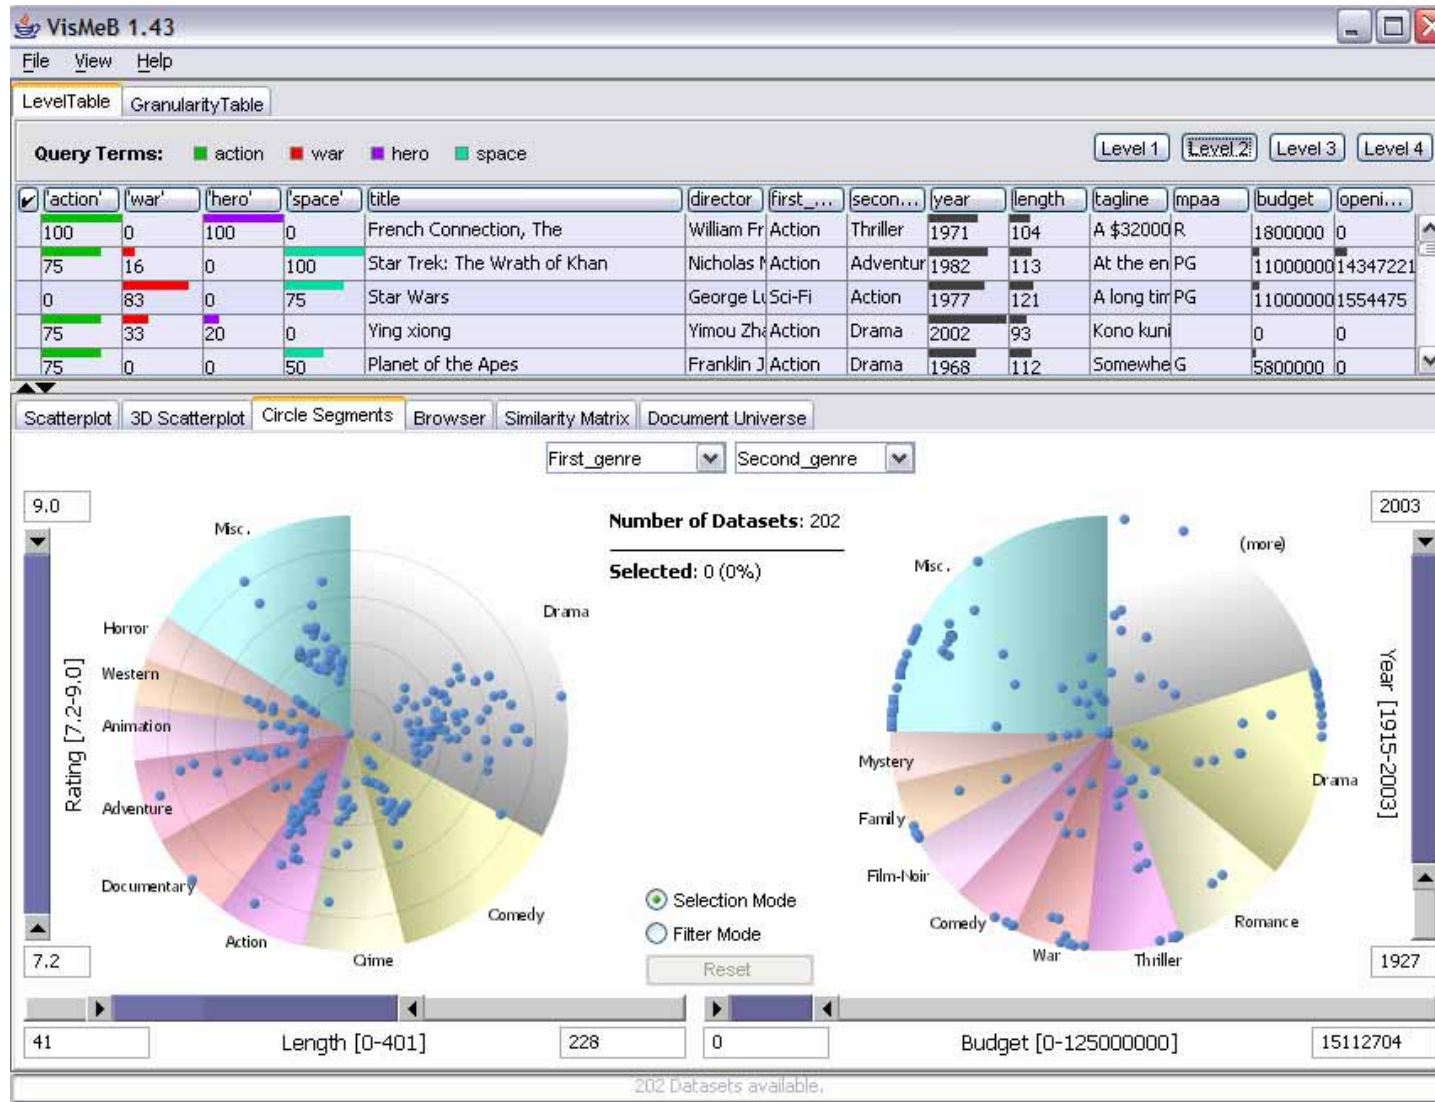 VisMeB 1.43
File View Help
LevelTable GranularityTable
Query Terms: action war hero space Level 1 Level 2 Level 3 Level 4
'action' 'war' 'hero' 'space' title director first_... secon... year length tagline mpaa budget openi...
100 0 100 0 French Connection, The William Fr Action Thriller 1971 104 A $32000 R 1800000 0
75 16 0 100 Star Trek: The Wrath of Khan Nicholas M Action Adventur 1982 113 At the en PG 11000000 14347221
0 83 0 75 Star Wars George Lu Sci-Fi Action 1977 121 A long tim PG 11000000 1554475
75 33 20 0 Ying xiong Yimou Zha Action Drama 2002 93 Kono kuni 0 0
75 0 0 50 Planet of the Apes Franklin J Action Drama 1968 112 Somewhe G 5800000 0
Scatterplot 3D Scatterplot Circle Segments Browser Similarity Matrix Document Universe
First_genre Second_genre
9.0
Rating [7.2-9.0]
7.2
Misc.
Drama
Horror
Western
Animation
Adventure
Documentary
Action
Crime
Comedy
Number of Datasets: 202
Selected: 0 (0%)
Selection Mode
Filter Mode
Reset
(more)
Misc.
Mystery
Drama
Family
Film-Noir
Comedy
War
Thriller
Romance
2003
Year [1915-2003]
1927
41 Length [0-401] 228
0 Budget [0-125000000] 15112704
202 Datasets available.